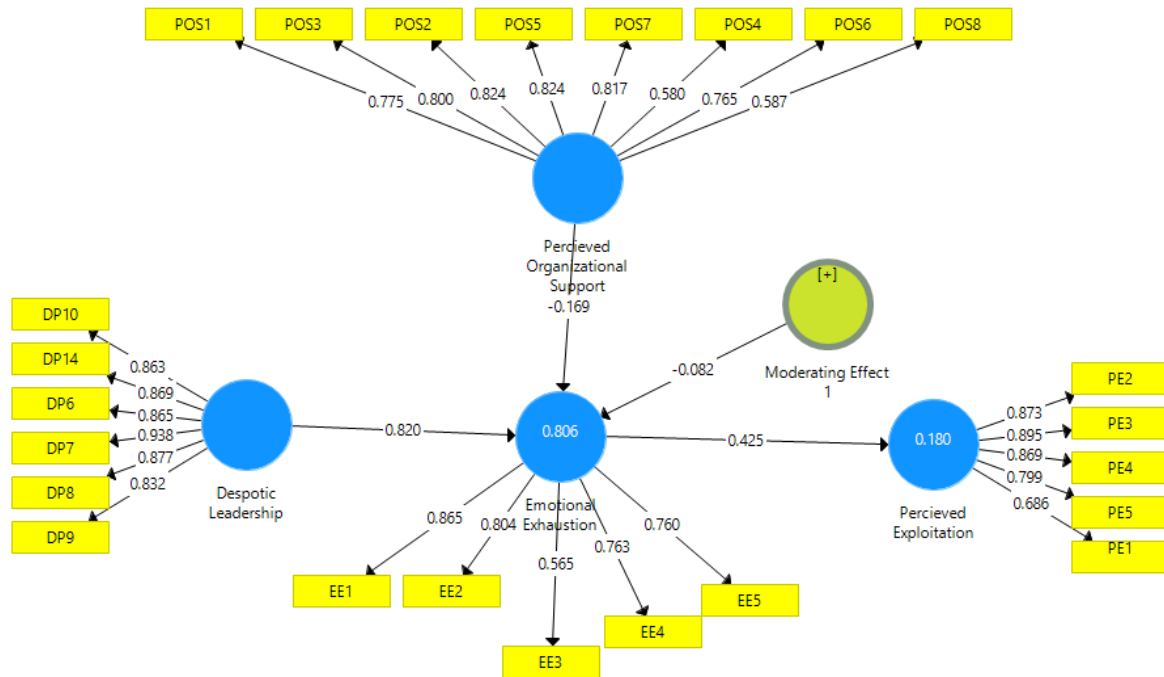 POS1
POS3
POS2
POS5
POS7
POS4
POS6
POS8
0.775
0.800
0.824
0.824
0.817
0.580
0.765
0.587
Percieved
Organizational
Support
-0.169
[+]
Moderating Effect
1
-0.082
DP10
DP14
DP6
DP7
DP8
DP9
0.863
0.869
0.865
0.938
0.877
0.832
Despotic
Leadership
0.820
0.806
Emotional
Exhaustion
0.425
0.180
Percieved
Exploitation
0.873
0.895
0.869
0.799
0.686
PE2
PE3
PE4
PE5
PE1
0.865
0.804
0.565
0.763
0.760
EE1
EE2
EE3
EE4
EE5